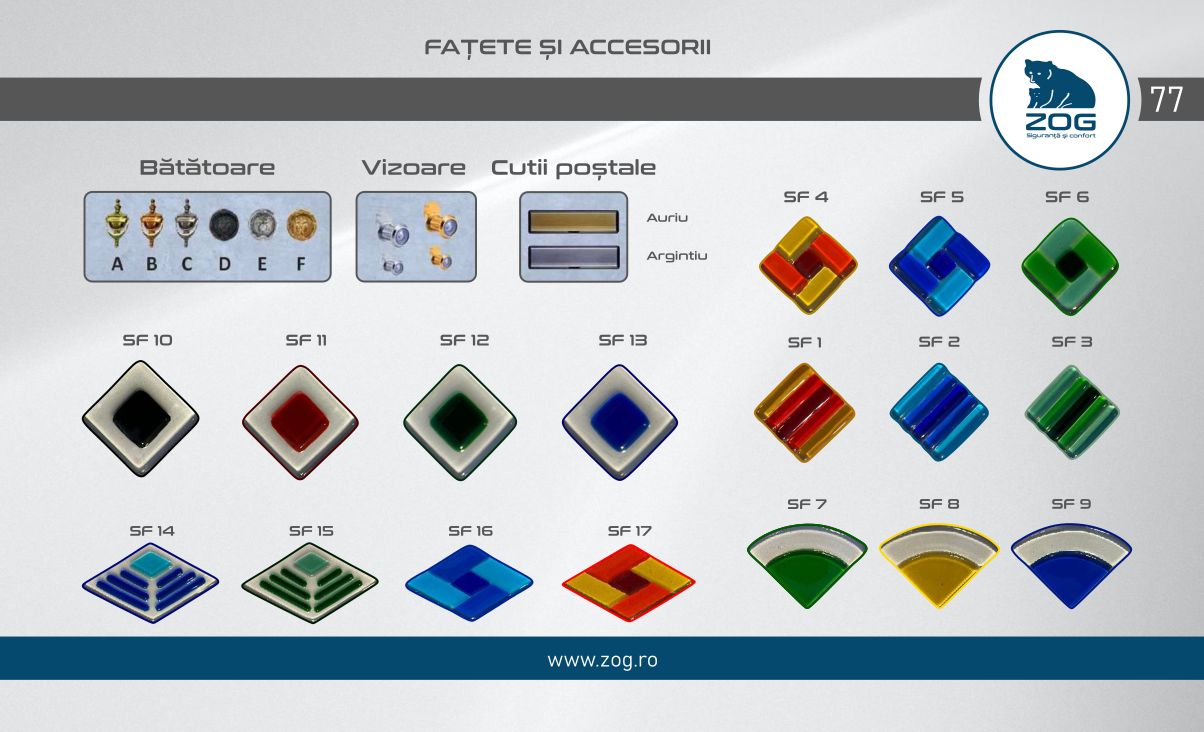 FAȚETE ȘI ACCESORII
ZOG
Siguranță și confort
77
Bătătoare
Vizoare
Cutii poștale
A B C D E F
Auriu
Argintiu
SF 4 SF 5 SF 6
SF 10 SF 11 SF 12 SF 13
SF 1 SF 2 SF 3
SF 14 SF 15 SF 16 SF 17
SF 7 SF 8 SF 9
www.zog.ro